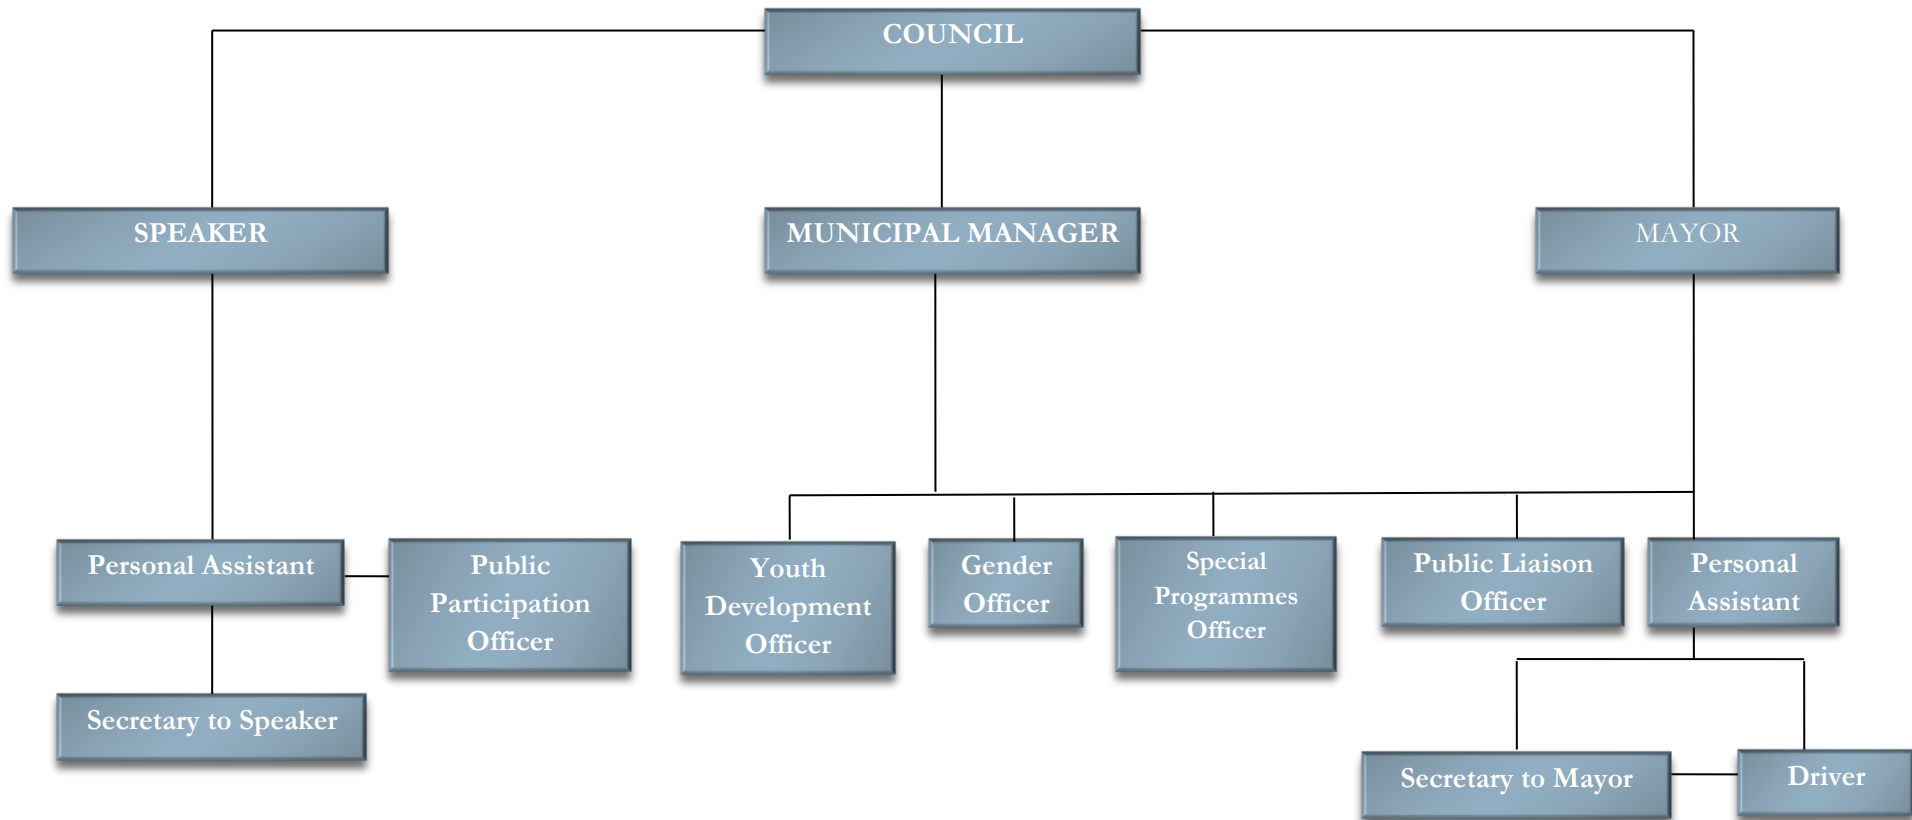 COUNCIL
SPEAKER
MUNICIPAL MANAGER
MAYOR
Personal Assistant
Public
Participation
Officer
Youth
Development
Officer
Gender
Officer
Special
Programmes
Officer
Public Liaison
Officer
Personal
Assistant
Secretary to Speaker
Secretary to Mayor
Driver